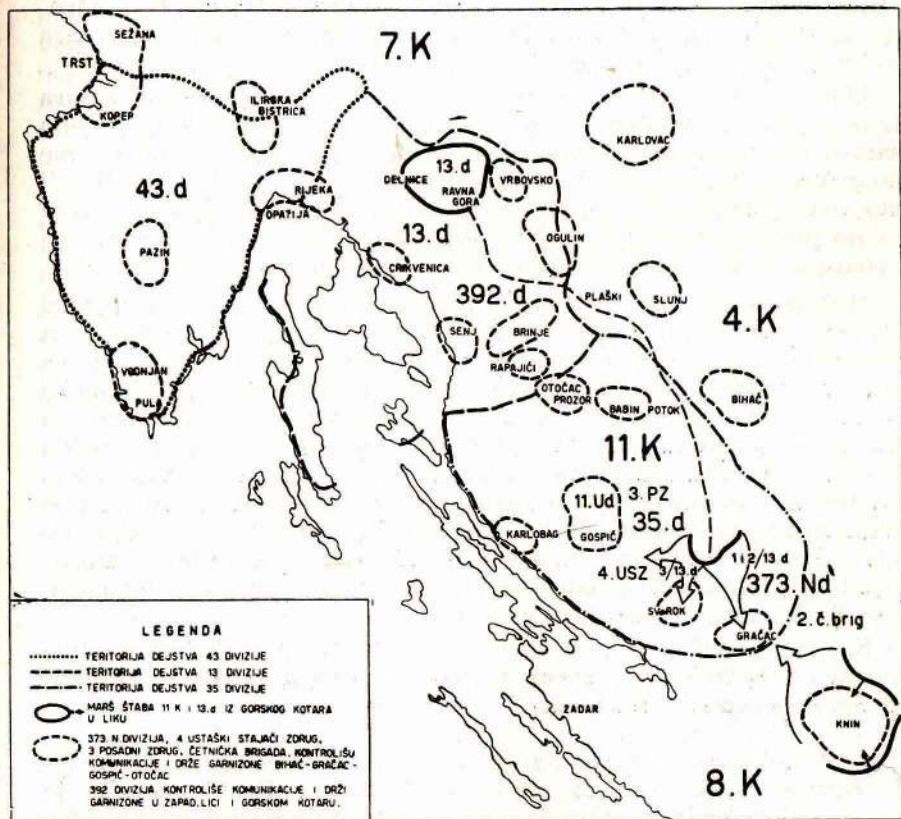 SEŽANA
7. K
TRST
ILIRSKA
BISTRICA
KOPEP
KARLOVAC
43.d
13.d
DELNICE
VRBOVSKO
RAVNA
GORA
RIJEKA
OPATIJA
13.d
OGULIN
PAZIN
CRIKVENICA
392.d
PLAŠKI
SLUNJ
4.K
SENJ
BRINJE
RAPAJIĆI
VODNJAN
OTOČAC
PROZOR
BABIN POTOK
BIHAĆ
PULA
11.K
11.Ud
3. PZ
35.d
KARLOBAG
GOSPIĆ
4. USZ
3/13.d
1 i 2/13 d
373.Nd
SV. ROK
2.č.brig
GRAČAC
ZADAR
KNIN
8.K
LEGENDA
TERITORIJA DEJSTVA 43 DIVIZIJE
TERITORIJA DEJSTVA 13 DIVIZIJE
TERITORIJA DEJSTVA 35 DIVIZIJE
MARŠ ŠTABA 11 K i 13.d IZ GORSKOG KOTARA
U LIKU
373. N. DIVIZIJA, 4 USTAŠKI STAJAĆI ZDRUG,
3 POSADNI ZDRUG, ČETNIČKA BRIGADA, KONTROLIŠU
KOMUNIKACIJE I DRŽE GARNIZONE BIHAĆ-GRAČAC-
GOSPIĆ-OTOČAC
392 DIVIZIJA KONTROLIŠE KOMUNIKACIJE I DRŽI
GARNIZONE U ZAPAD. LICI I GORSKOM KOTARU.